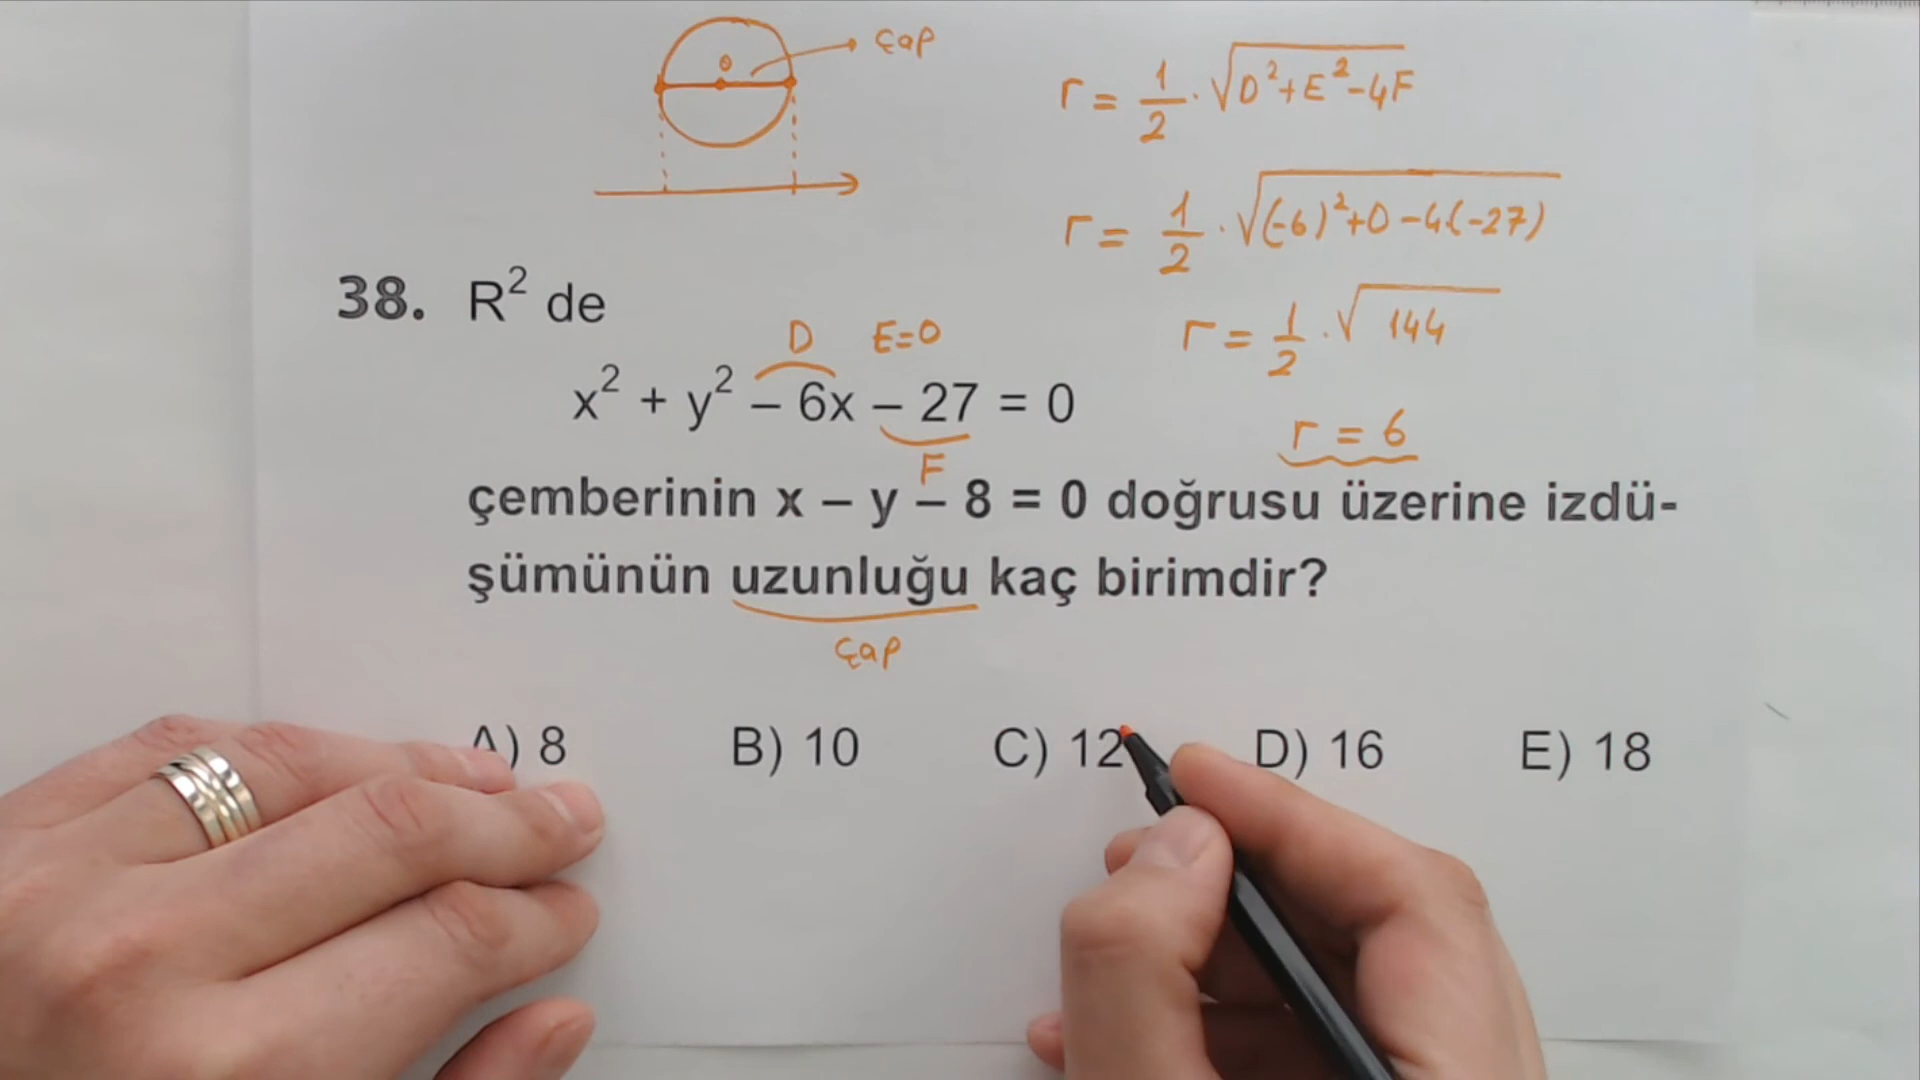 çap
θ
r = 1/2 · √D²+E²-4F
r = 1/2 · √(-6)²+0-4(-27)
38. R² de
r = 1/2 · √144
D E=0
x² + y² – 6x – 27 = 0
r = 6
F
çemberinin x – y – 8 = 0 doğrusu üzerine izdü-
şümünün uzunluğu kaç birimdir?
çap
A) 8 B) 10 C) 12 D) 16 E) 18